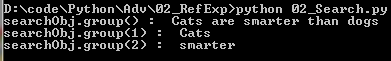 D:\code\Python\Adv\02_RefExp>python 02_Search.py
searchObj.group() :  Cats are smarter than dogs
searchObj.group(1) :  Cats
searchObj.group(2) :  smarter